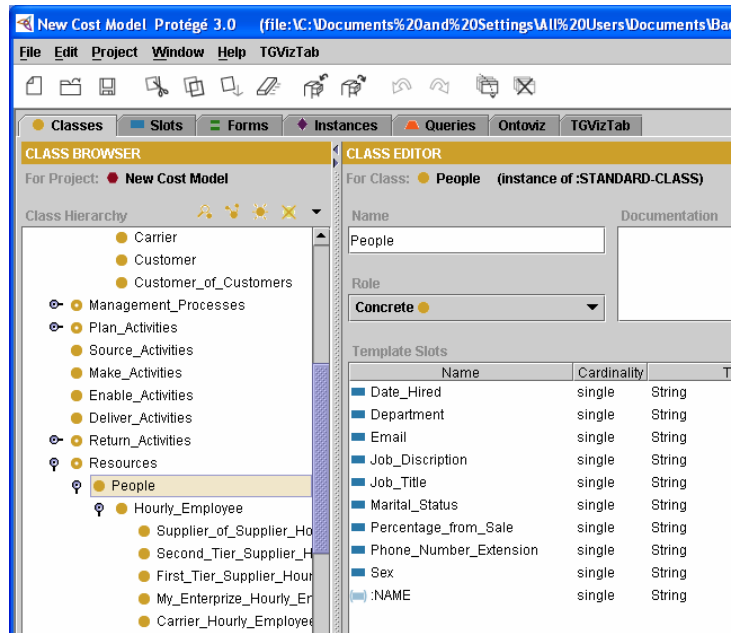 New Cost Model Protégé 3.0 (file:\C:\Documents%20and%20Settings\All%20Users\Documents\Bac
File Edit Project Window Help TGVizTab
Classes Slots Forms Instances Queries Ontoviz TGVizTab
CLASS BROWSER
For Project: New Cost Model
Class Hierarchy
Carrier
Customer
Customer_of_Customers
Management_Processes
Plan_Activities
Source_Activities
Make_Activities
Enable_Activities
Deliver_Activities
Return_Activities
Resources
People
Hourly_Employee
Supplier_of_Supplier_Ho
Second_Tier_Supplier_H
First_Tier_Supplier_Hour
My_Enterprize_Hourly_Er
Carrier_Hourly_Employee
CLASS EDITOR
For Class: People (instance of :STANDARD-CLASS)
Name Documentation
People
Role
Concrete
Template Slots
Name Cardinality T
Date_Hired single String
Department single String
Email single String
Job_Discription single String
Job_Title single String
Marital_Status single String
Percentage_from_Sale single String
Phone_Number_Extension single String
Sex single String
:NAME single String